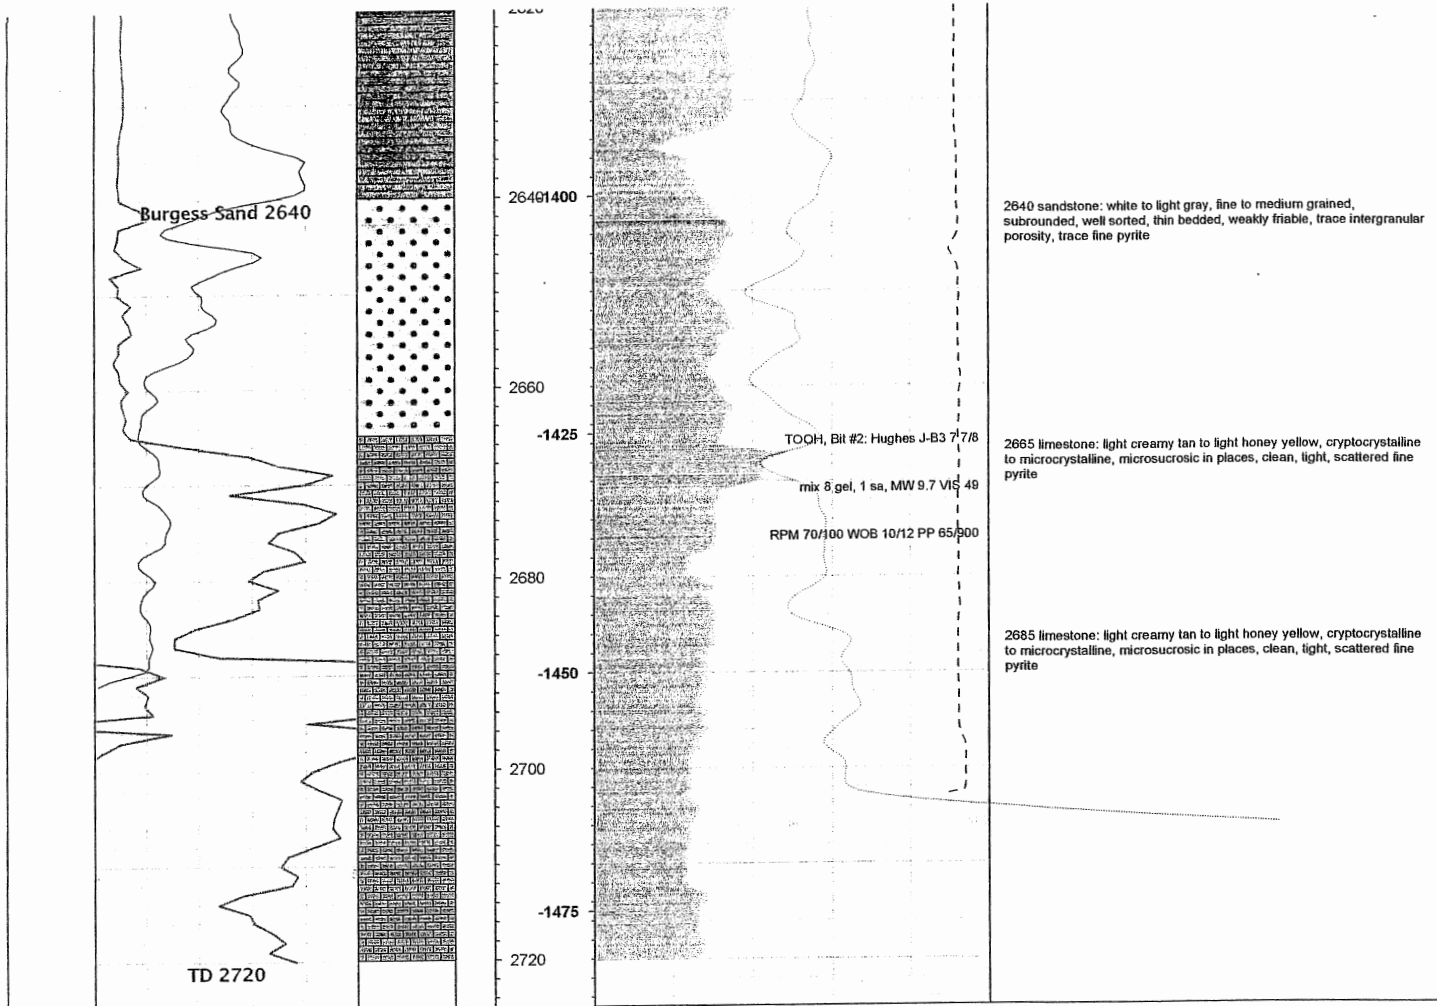 2620
2640
-1400
Burgess Sand 2640
2640 sandstone: white to light gray, fine to medium grained,
subrounded, well sorted, thin bedded, weakly friable, trace intergranular
porosity, trace fine pyrite
2660
-1425
TOOH, Bit #2: Hughes J-B3 7 7/8
2665 limestone: light creamy tan to light honey yellow, cryptocrystalline
to microcrystalline, microsucrosic in places, clean, tight, scattered fine
pyrite
mix 8 gel, 1 sa, MW 9.7 VIS 49
RPM 70/100 WOB 10/12 PP 65/900
2680
2685 limestone: light creamy tan to light honey yellow, cryptocrystalline
to microcrystalline, microsucrosic in places, clean, tight, scattered fine
pyrite
-1450
2700
-1475
2720
TD 2720